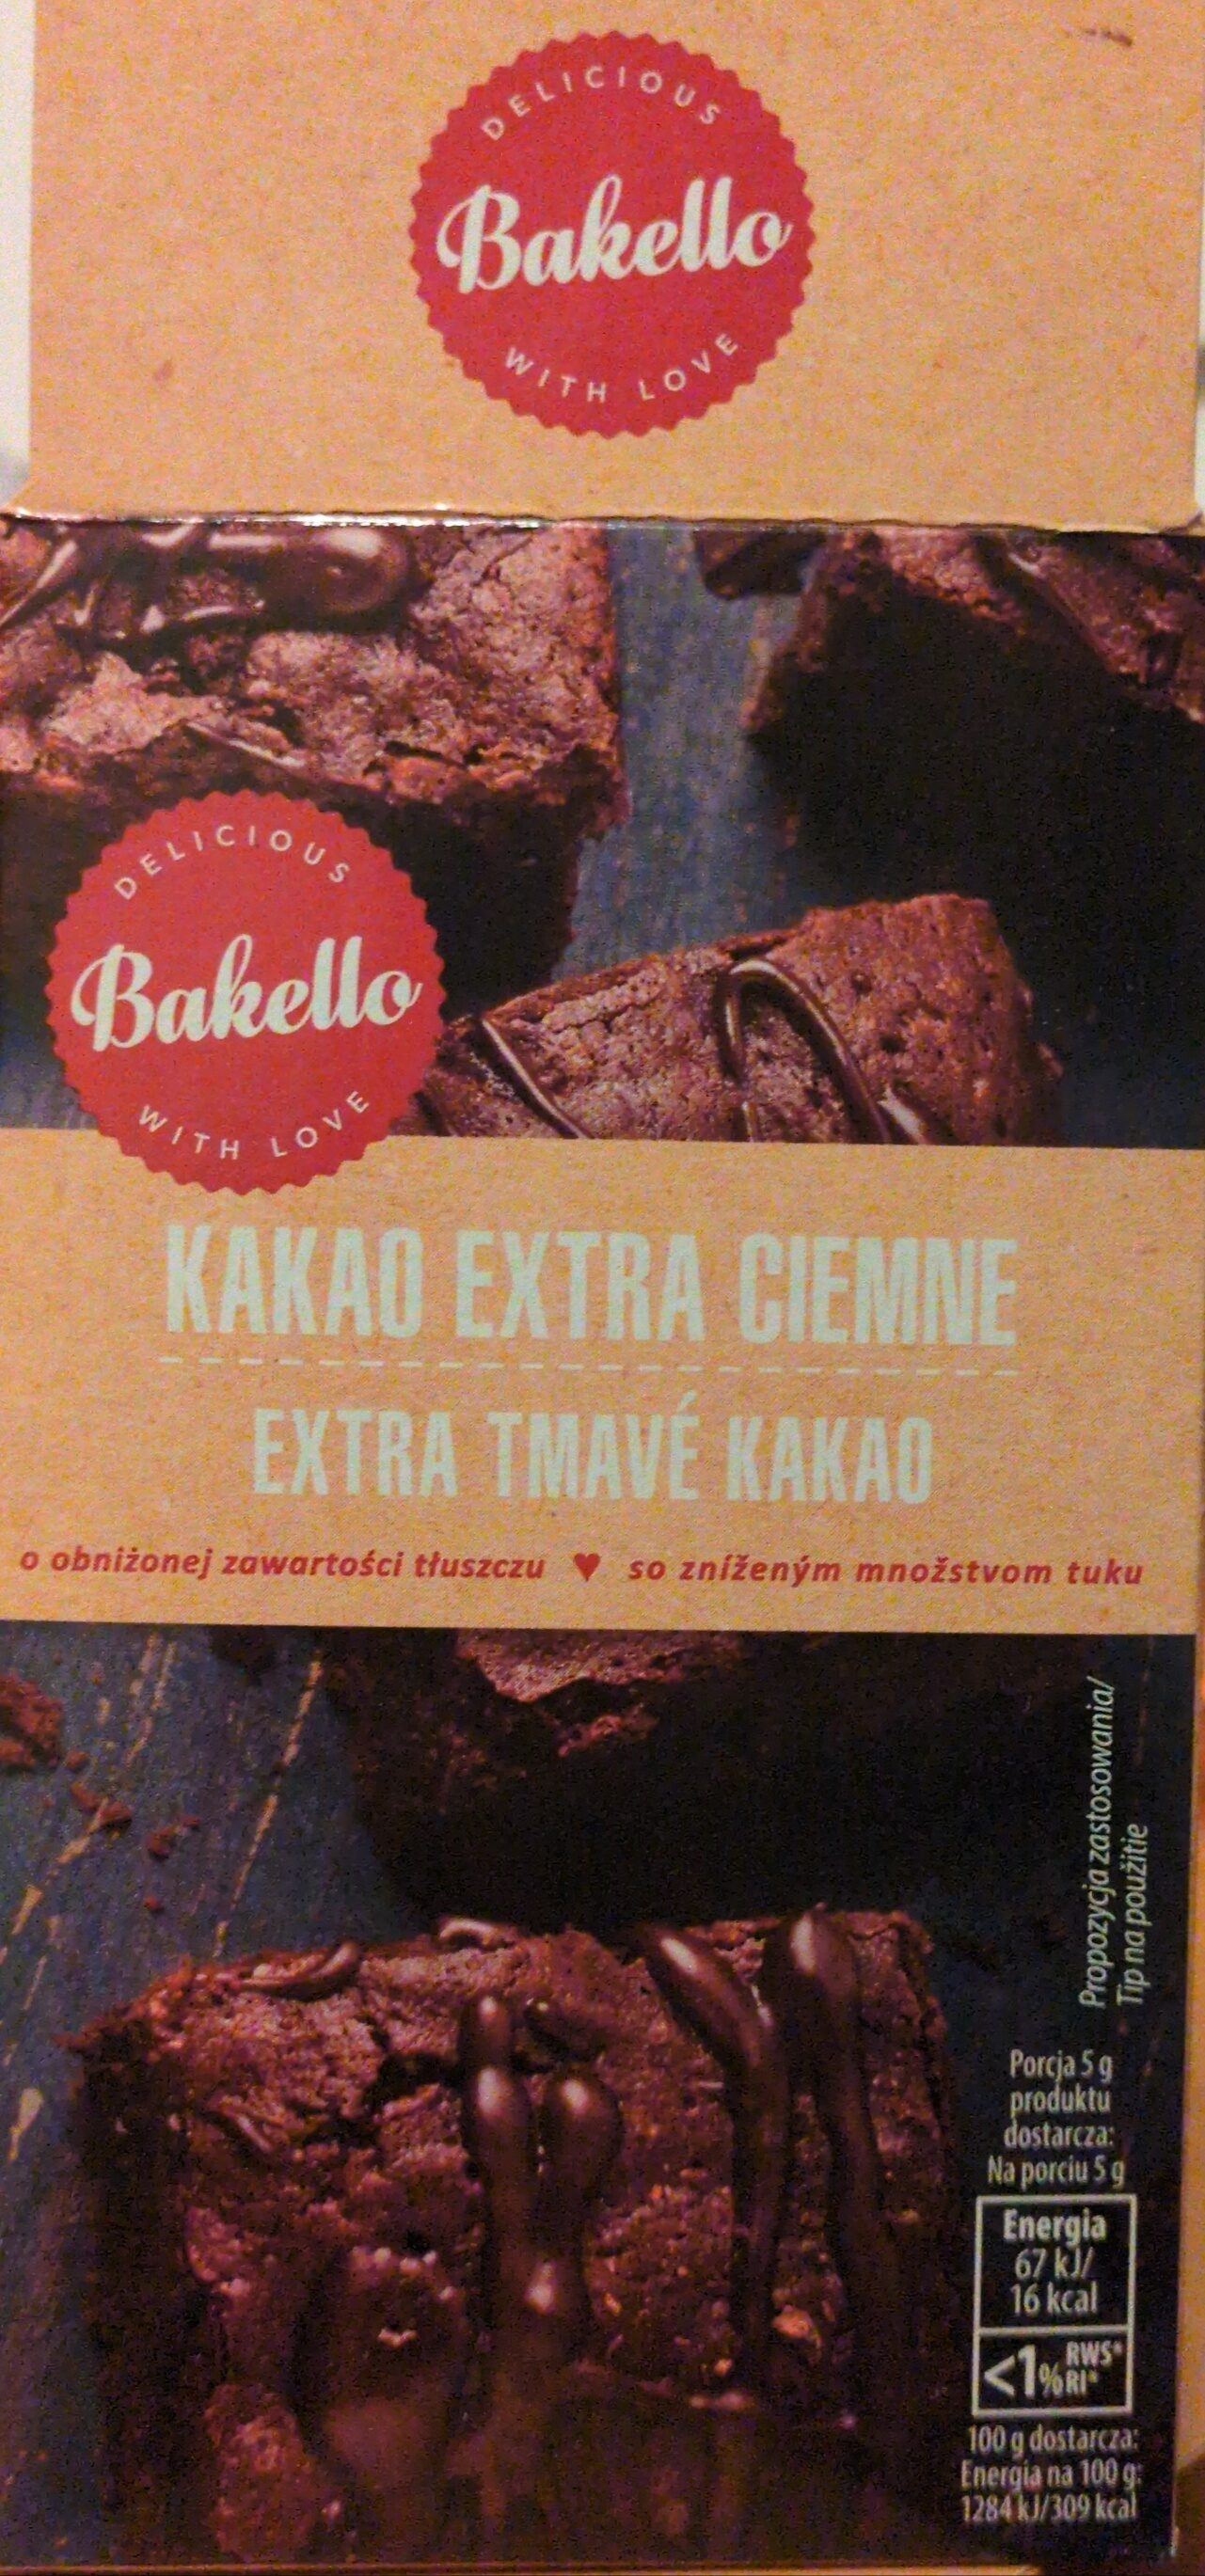 DELICIOUS
Bakello
WITH LOVE
DELICIOUS
Bakello
WITH LOVE
KAKAO EXTRA CIEMNE
EXTRA TMAVÉ KAKAO
o obniżonej zawartości tłuszczu ♥ so zníženým množstvom tuku
Propozycja zastosowania/
Tip na použitie
Porcja 5 g
produktu
dostarcza:
Na porciu 5 g
Energia
67 kJ/
16 kcal
<1% RWS*
RI*
100 g dostarcza:
Energia na 100 g:
1284 kJ/309 kcal